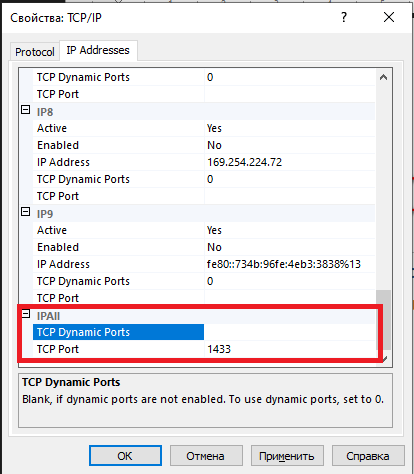 Свойства: TCP/IP
Protocol IP Addresses
TCP Dynamic Ports 0
TCP Port
IP8
Active Yes
Enabled No
IP Address 169.254.224.72
TCP Dynamic Ports 0
TCP Port
IP9
Active Yes
Enabled No
IP Address fe80::734b:96fe:4eb3:3838%13
TCP Dynamic Ports 0
TCP Port
IPAll
TCP Dynamic Ports
TCP Port 1433
TCP Dynamic Ports
Blank, if dynamic ports are not enabled. To use dynamic ports, set to 0.
ОК Отмена Применить Справка